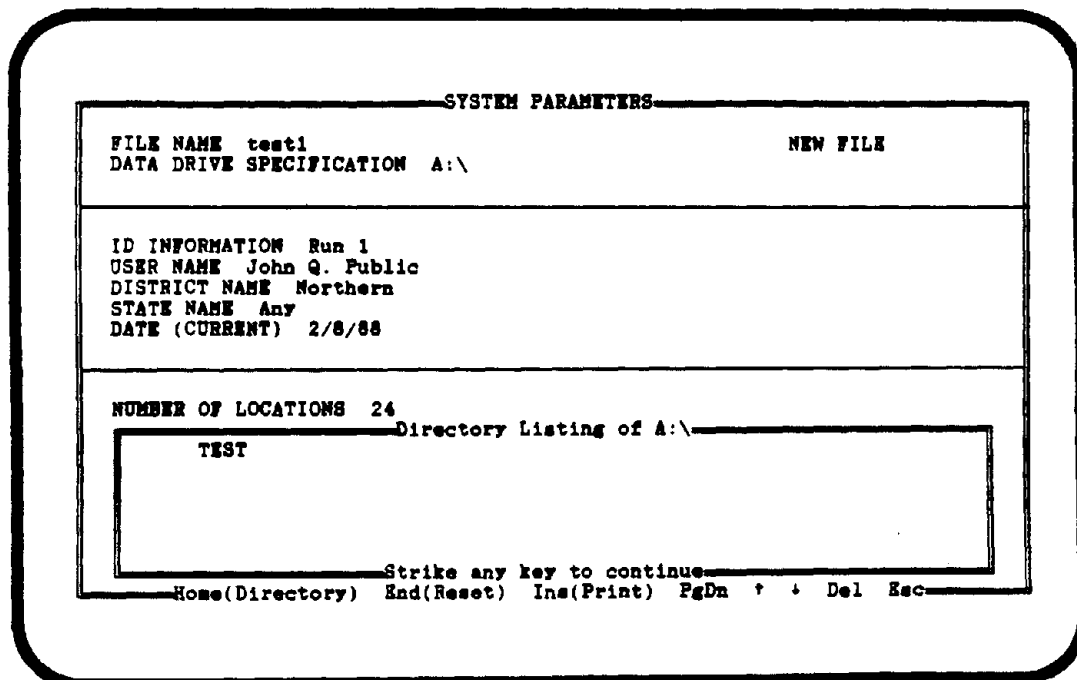 SYSTEM PARAMETERS
FILE NAME test1 NEW FILE
DATA DRIVE SPECIFICATION A:\
ID INFORMATION Run 1
USER NAME John Q. Public
DISTRICT NAME Northern
STATE NAME Any
DATE (CURRENT) 2/8/88
NUMBER OF LOCATIONS 24
Directory Listing of A:\
TEST
Strike any key to continue
Home(Directory) End(Reset) Ins(Print) PgDn ↑ ↓ Del Esc